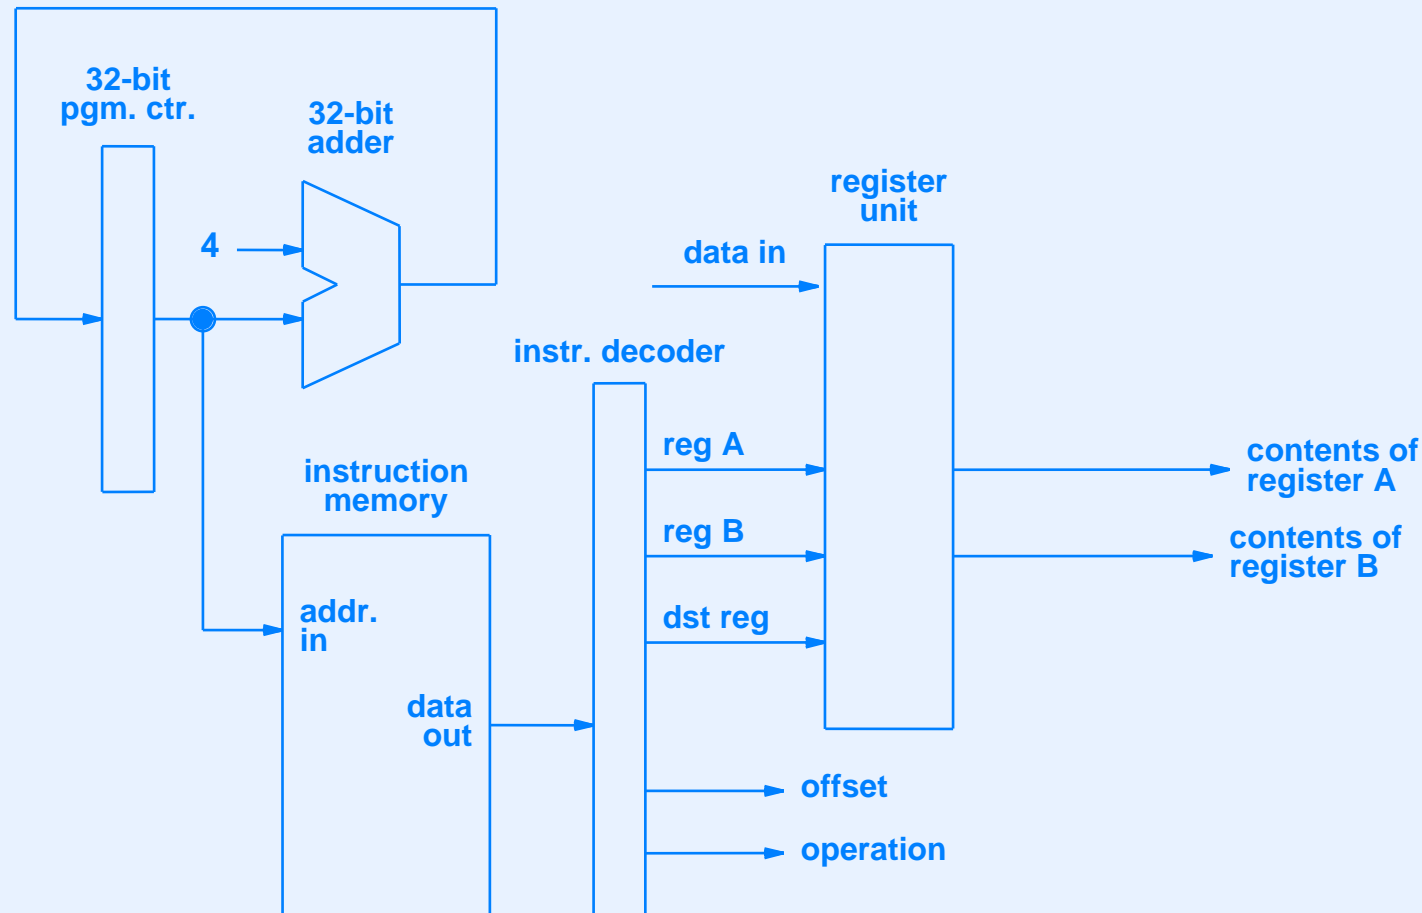 32-bit
pgm. ctr.
32-bit
adder
4
register
unit
data in
instr. decoder
reg A
reg B
dst reg
contents of
register A
contents of
register B
instruction
memory
addr.
in
data
out
offset
operation